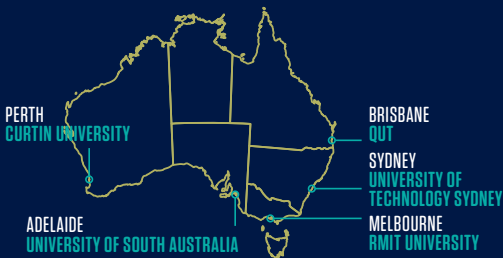 PERTH
CURTIN UNIVERSITY
BRISBANE
QUT
SYDNEY
UNIVERSITY OF
TECHNOLOGY SYDNEY
ADELAIDE
UNIVERSITY OF SOUTH AUSTRALIA
MELBOURNE
RMIT UNIVERSITY